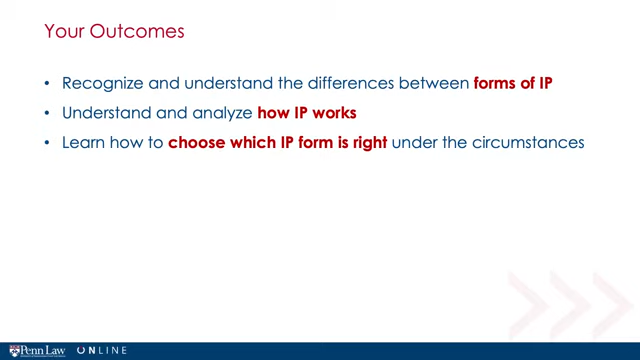 Your Outcomes
• Recognize and understand the differences between forms of IP
• Understand and analyze how IP works
• Learn how to choose which IP form is right under the circumstances
Penn Law ONLINE